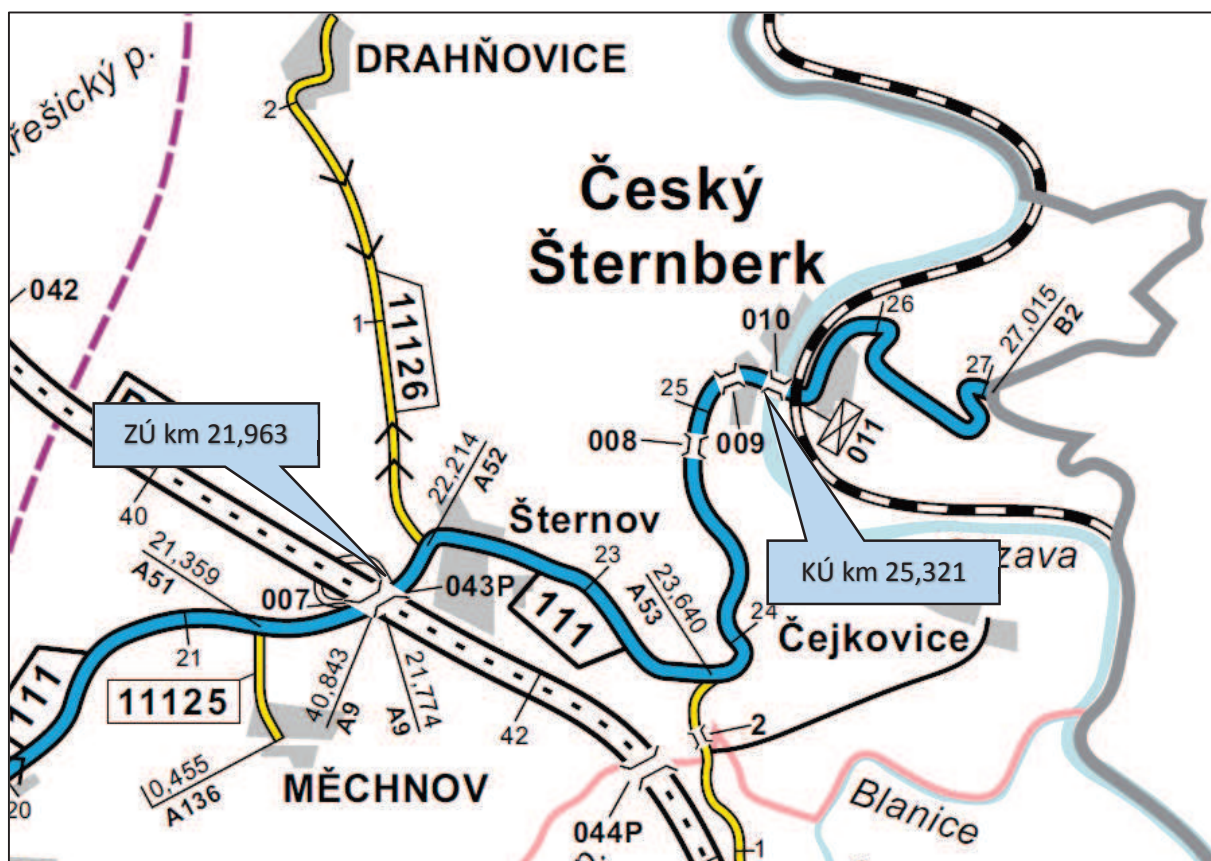 DRAHŇOVICE
2
Český
Šternberk
042
11126
1
010
26
27,015
B2
27
25
009
011
008
ZÚ km 21,963
40
22,214
A52
Šternov
KÚ km 25,321
21,359
A51
007
043P
23
23,640
A53
24
111
Čejkovice
21
111
11125
40,843
A9
21,774
A9
42
2
0,455
A136
MĚCHNOV
20
044P
Blanice
1